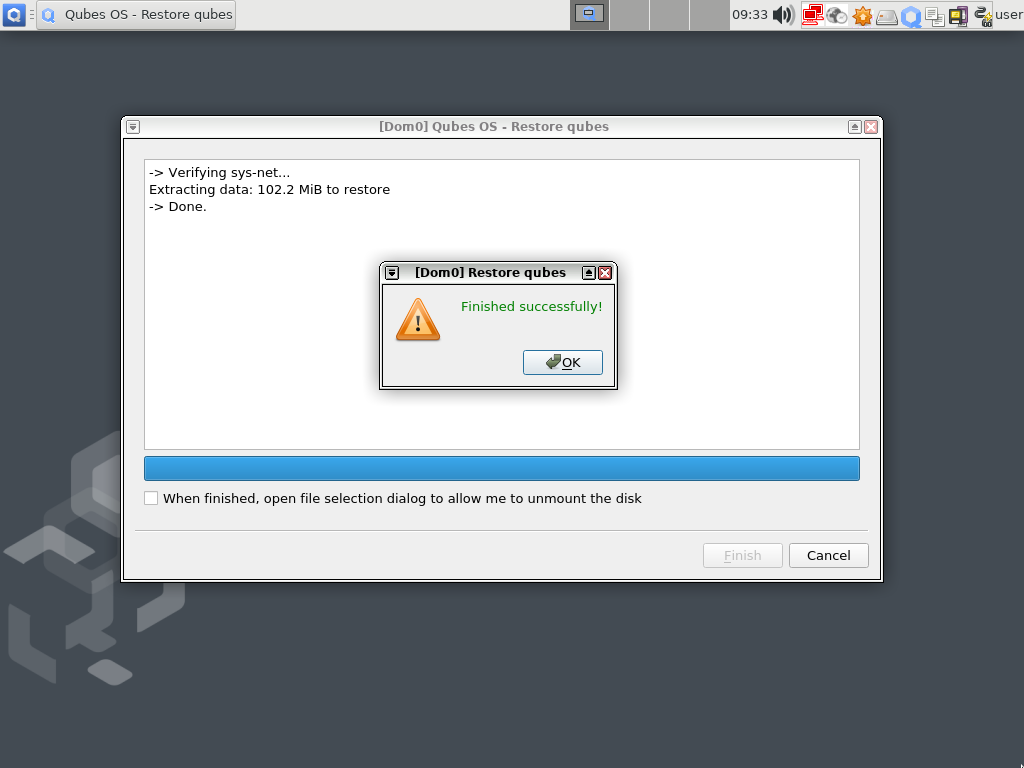 Qubes OS - Restore qubes
09:33
user
[Dom0] Qubes OS - Restore qubes
-> Verifying sys-net...
Extracting data: 102.2 MiB to restore
-> Done.
[Dom0] Restore qubes
Finished successfully!
OK
When finished, open file selection dialog to allow me to unmount the disk
Finish
Cancel